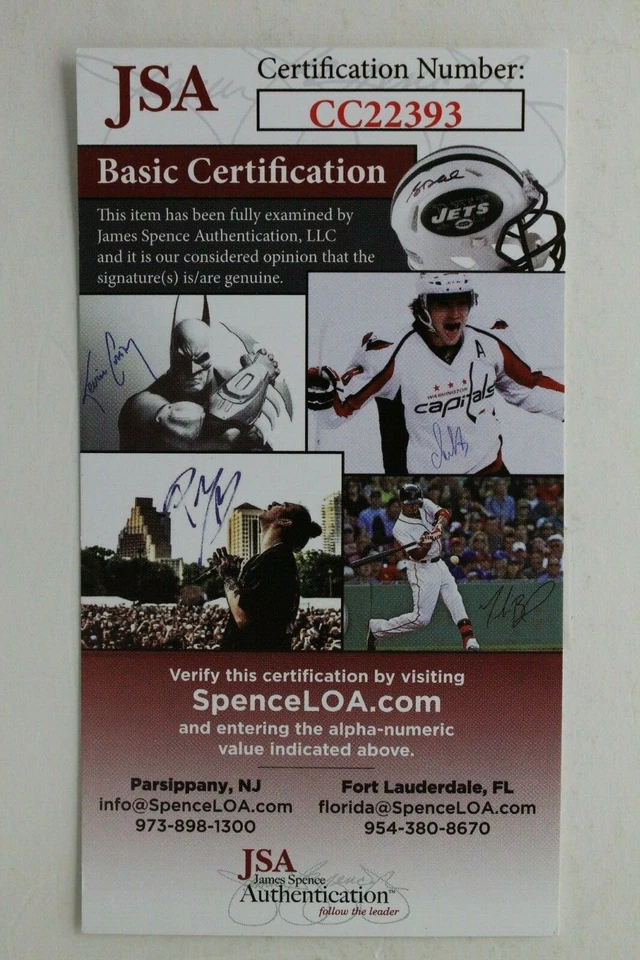 JSA
Certification Number:
CC22393
Basic Certification
This item has been fully examined by
James Spence Authentication, LLC
and it is our considered opinion that the
signature(s) is/are genuine.
JETS
A
WASHINGTON
capitals
Verify this certification by visiting
SpenceLOA.com
and entering the alpha-numeric
value indicated above.
Parsippany, NJ
info@SpenceLOA.com
973-898-1300
Fort Lauderdale, FL
florida@SpenceLOA.com
954-380-8670
JSA
James Spence
Authentication™
follow the leader